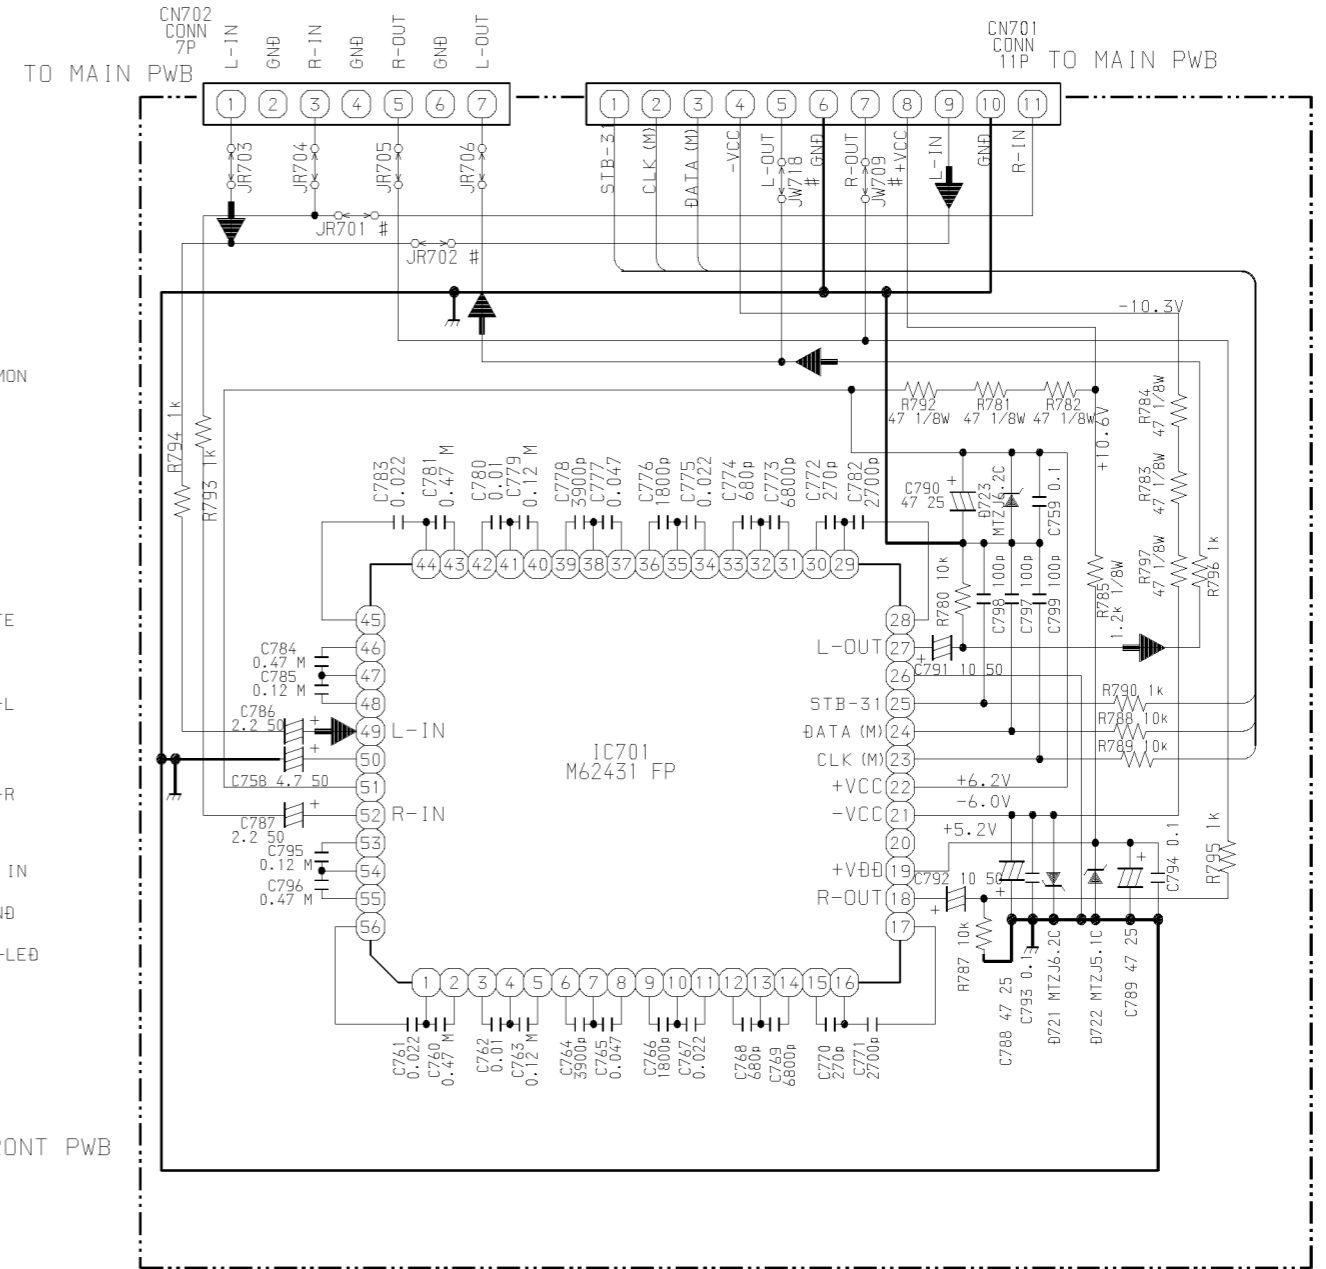 CN702
CONN
7P
L-IN
GND
R-IN
GND
R-OUT
GND
L-OUT
CN701
CONN
11P
TO MAIN PWB
TO MAIN PWB
1 2 3 4 5 6 7
1 2 3 4 5 6 7 8 9 10 11
JR703
JR704
JR705
JR706
STB-31
CLK (M)
DATA (M)
-VCC
L-OUT
JW718
#
GND
R-OUT
JW709
#
+VCC
L-IN
GND
R-IN
JR701 #
JR702 #
-10.3V
MON
R792
47 1/8W
R781
47 1/8W
R782
47 1/8W
+10.6V
R784
47 1/8W
R783
47 1/8W
R797
47 1/8W
R796 1k
R794 1k
R793 1k
C783
0.022
C781
0.47 M
C780
0.01
C779
0.12 M
C778
3900p
C777
0.047
C776
1800p
C775
0.022
C774
680p
C773
6800p
C772
270p
C782
2700p
C790
47 25
D723
MTZJ6.2C
C759 0.1
44 43 42 41 40 39 38 37 36 35 34 33 32 31 30 29
R780 10k
C798 100p
C797 100p
C799 100p
R785
1.2k 1/8W
TE
45
46
47
48
49
50
51
52
53
54
55
56
C784
0.47 M
C785
0.12 M
-L
C786
2.2 50
L-IN
C758 4.7 50
-R
C787
2.2 50
R-IN
C795
0.12 M
IN
C796
0.47 M
ND
-LED
IC701
M62431 FP
28
L-OUT 27
C791 10 50
26
STB-31 25
DATA (M) 24
CLK (M) 23
+VCC 22
-VCC 21
20
+VDD 19
R-OUT 18
17
R790 1k
R788 10k
R789 10k
+6.2V
-6.0V
+5.2V
C792 10 50
C794 0.1
R795 1k
R787 10k
C788 47 25
C793 0.1
D721 MTZJ6.2C
D722 MTZJ5.1C
C789 47 25
1 2 3 4 5 6 7 8 9 10 11 12 13 14 15 16
C761
0.022
C760
0.47 M
C762
0.01
C763
0.12 M
C764
3900p
C765
0.047
C766
1800p
C767
0.022
C768
680p
C769
6800p
C770
270p
C771
2700p
RONT PWB